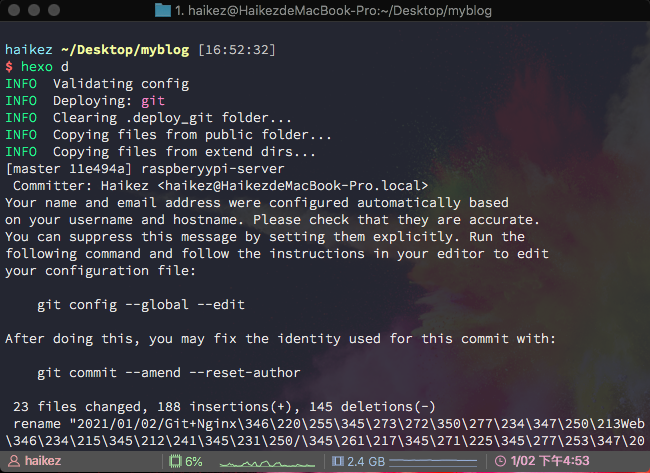 1. haikez@HaikezdeMacBook-Pro:~/Desktop/myblog
haikez ~/Desktop/myblog [16:52:32]
$ hexo d
INFO  Validating config
INFO  Deploying: git
INFO  Clearing .deploy_git folder...
INFO  Copying files from public folder...
INFO  Copying files from extend dirs...
[master 11e494a] raspberyypi-server
 Committer: Haikez <haikez@HaikezdeMacBook-Pro.local>
Your name and email address were configured automatically based
on your username and hostname. Please check that they are accurate.
You can suppress this message by setting them explicitly. Run the
following command and follow the instructions in your editor to edit
your configuration file:
    git config --global --edit
After doing this, you may fix the identity used for this commit with:
    git commit --amend --reset-author
 23 files changed, 188 insertions(+), 145 deletions(-)
 rename "2021/01/02/Git+Nginx\346\220\255\345\273\272\350\277\234\347\250\213Web
\346\234\215\345\212\241\345\231\250/\345\261\217\345\271\225\345\277\253\347\20
haikez 6% 2.4 GB 1/02 下午4:53